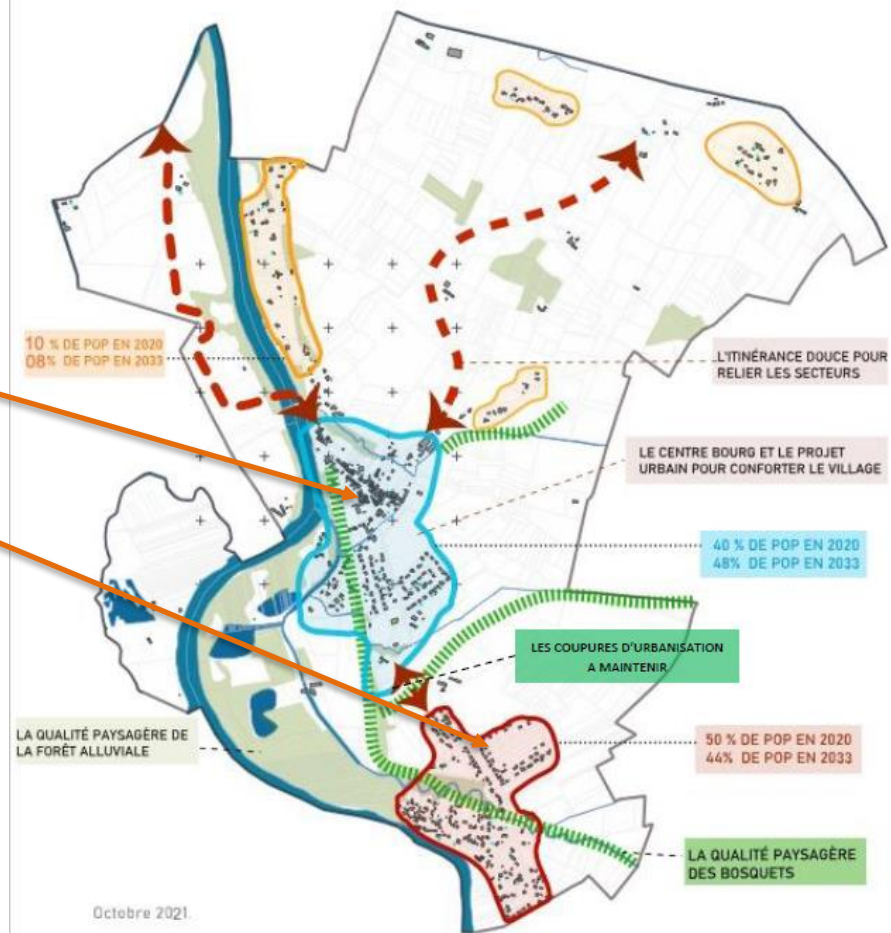 10 % DE POP EN 2020
08% DE POP EN 2033
L'ITINÉRANCE DOUCE POUR
RELIER LES SECTEURS
LE CENTRE BOURG ET LE PROJET
URBAIN POUR CONFORTER LE VILLAGE
40 % DE POP EN 2020
48% DE POP EN 2033
LES COUPURES D'URBANISATION
A MAINTENIR
LA QUALITÉ PAYSAGÈRE DE
LA FORÊT ALLUVIALE
50 % DE POP EN 2020
44% DE POP EN 2033
LA QUALITÉ PAYSAGÈRE
DES BOSQUETS
Octobre 2021